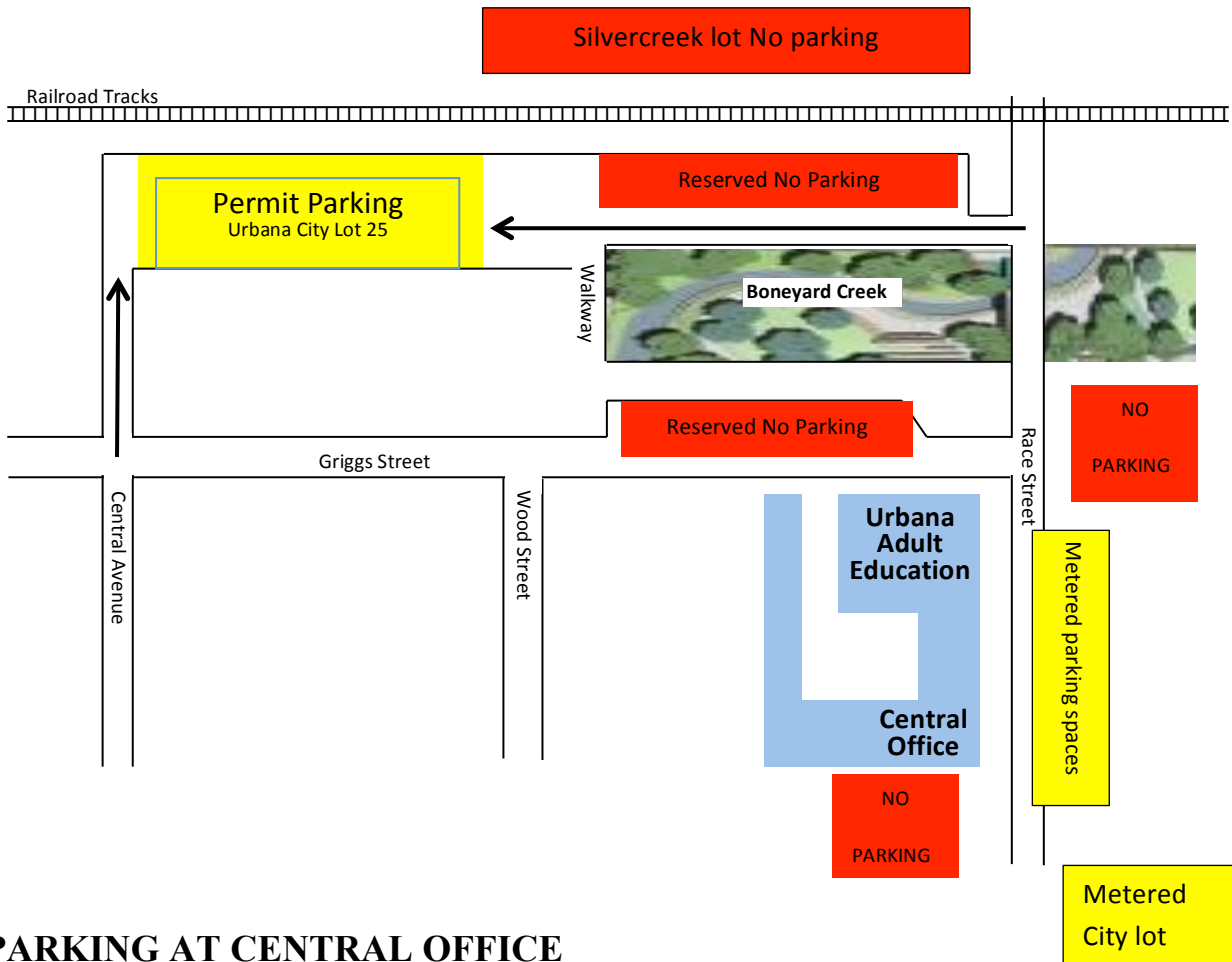 Silvercreek lot No parking
Railroad Tracks
Permit Parking
Urbana City Lot 25
Reserved No Parking
Walkway
Boneyard Creek
NO
PARKING
Reserved No Parking
Griggs Street
Race Street
Central Avenue
Wood Street
Urbana
Adult
Education
Metered parking spaces
Central
Office
NO
PARKING
Metered
City lot
PARKING AT CENTRAL OFFICE